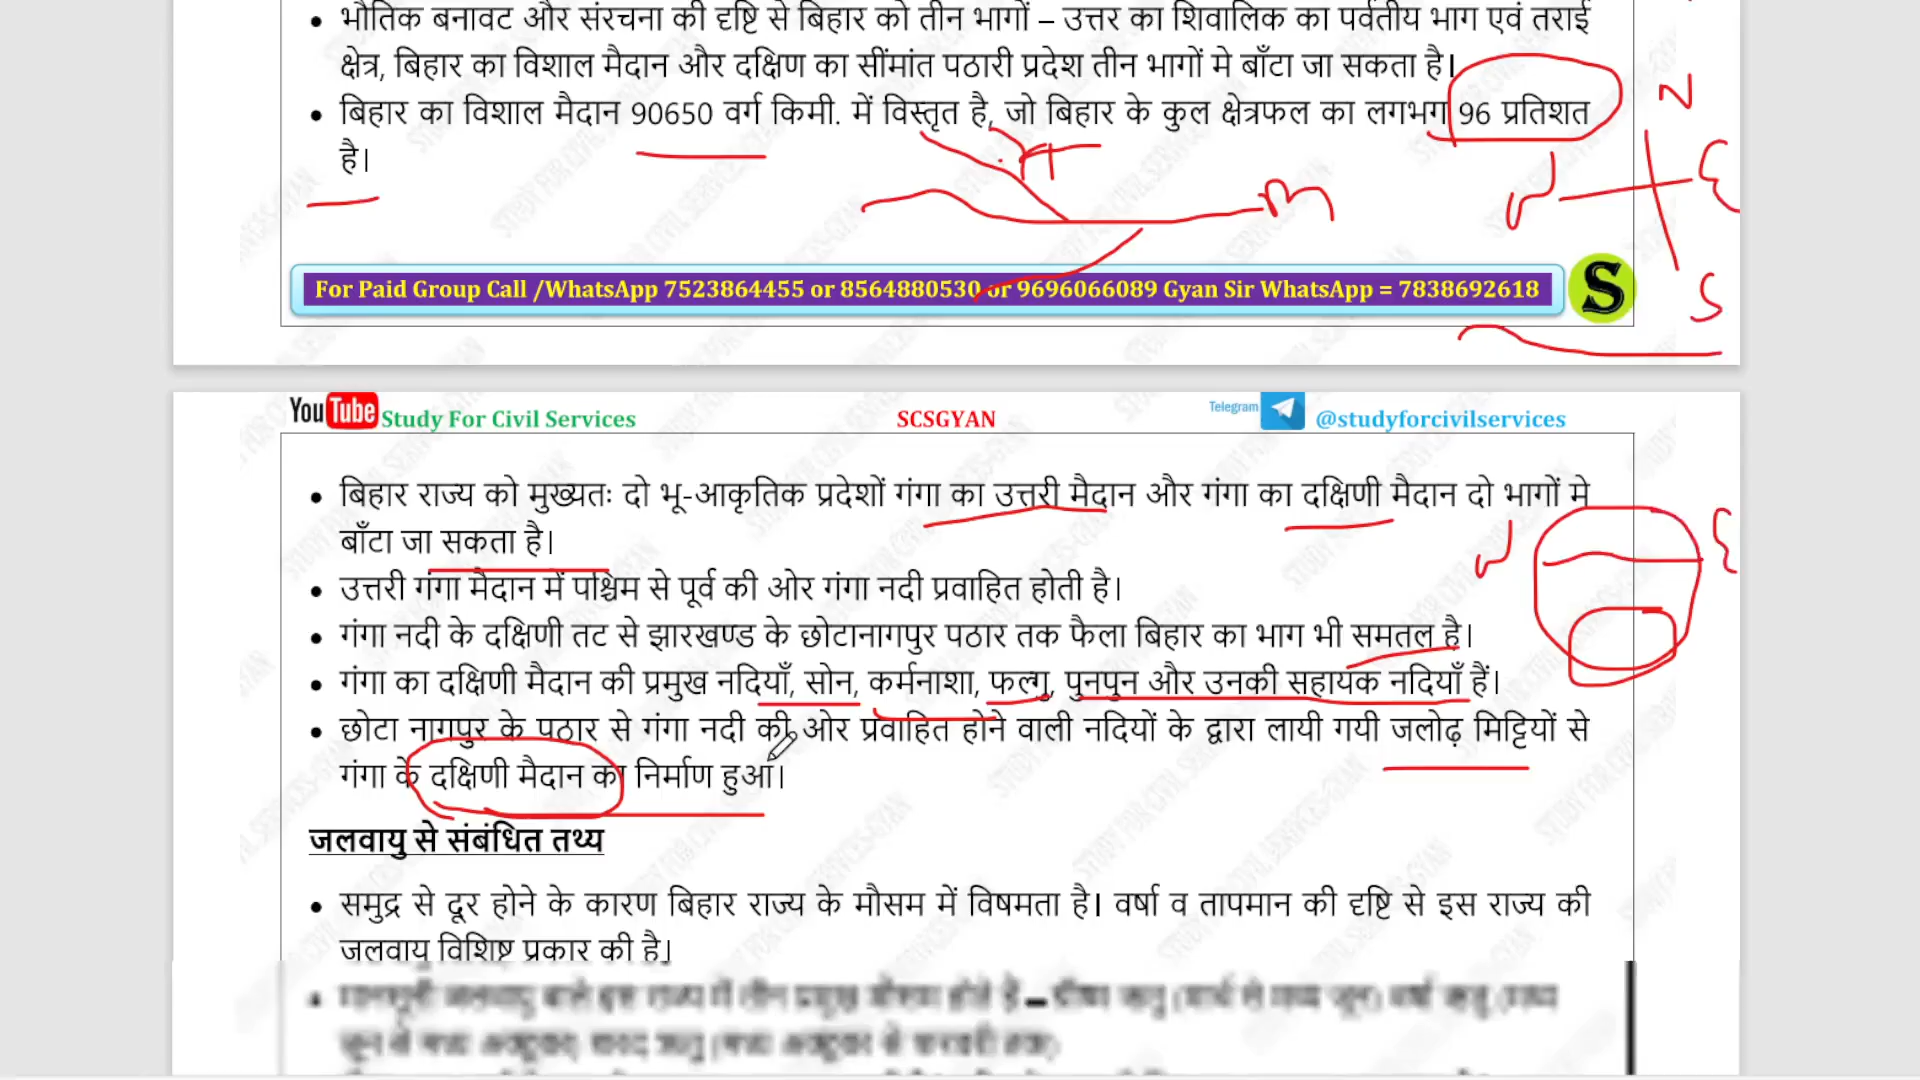 • भौतिक बनावट और संरचना की दृष्टि से बिहार को तीन भागों – उत्तर का शिवालिक का पर्वतीय भाग एवं तराई
क्षेत्र, बिहार का विशाल मैदान और दक्षिण का सींमांत पठारी प्रदेश तीन भागों मे बाँटा जा सकता है।
• बिहार का विशाल मैदान 90650 वर्ग किमी. में विस्तृत है, जो बिहार के कुल क्षेत्रफल का लगभग 96 प्रतिशत
है।
N
W E
S
m
For Paid Group Call /WhatsApp 7523864455 or 8564880530 or 9696066089 Gyan Sir WhatsApp = 7838692618
S
YouTube Study For Civil Services SCSGYAN Telegram @studyforcivilservices
• बिहार राज्य को मुख्यतः दो भू-आकृतिक प्रदेशों गंगा का उत्तरी मैदान और गंगा का दक्षिणी मैदान दो भागों मे
बाँटा जा सकता है।
W E
• उत्तरी गंगा मैदान में पश्चिम से पूर्व की ओर गंगा नदी प्रवाहित होती है।
• गंगा नदी के दक्षिणी तट से झारखण्ड के छोटानागपुर पठार तक फैला बिहार का भाग भी समतल है।
• गंगा का दक्षिणी मैदान की प्रमुख नदियाँ, सोन, कर्मनाशा, फल्गु, पुनपुन और उनकी सहायक नदियाँ हैं।
• छोटा नागपुर के पठार से गंगा नदी की ओर प्रवाहित होने वाली नदियों के द्वारा लायी गयी जलोढ़ मिट्टियों से
गंगा के दक्षिणी मैदान का निर्माण हुआ।
जलवायु से संबंधित तथ्य
• समुद्र से दूर होने के कारण बिहार राज्य के मौसम में विषमता है। वर्षा व तापमान की दृष्टि से इस राज्य की
जलवायु विशिष्ट प्रकार की है।